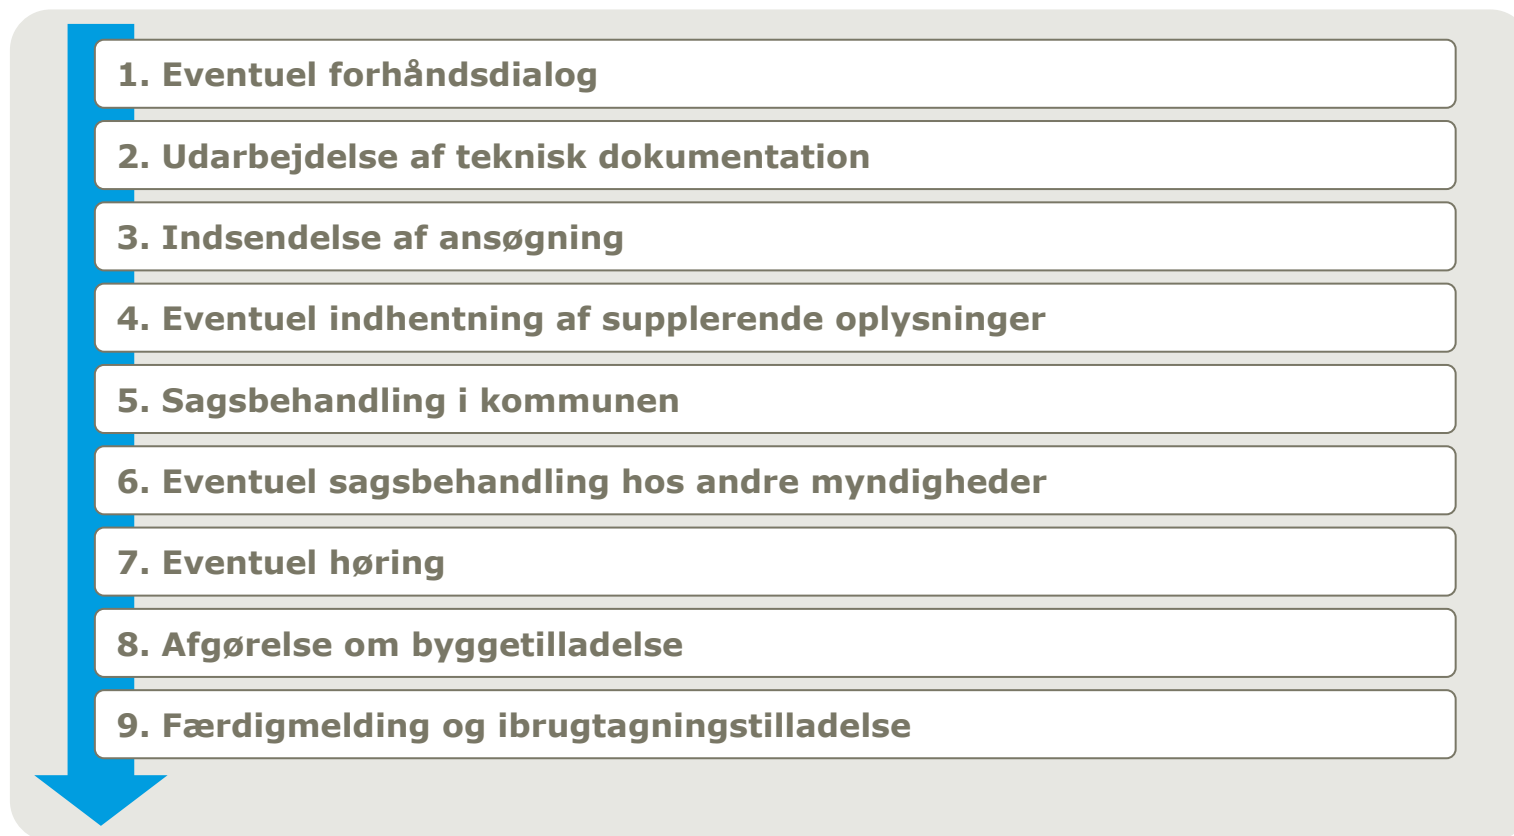 1. Eventuel forhåndsdialog
2. Udarbejdelse af teknisk dokumentation
3. Indsendelse af ansøgning
4. Eventuel indhentning af supplerende oplysninger
5. Sagsbehandling i kommunen
6. Eventuel sagsbehandling hos andre myndigheder
7. Eventuel høring
8. Afgørelse om byggetilladelse
9. Færdigmelding og ibrugtagningstilladelse